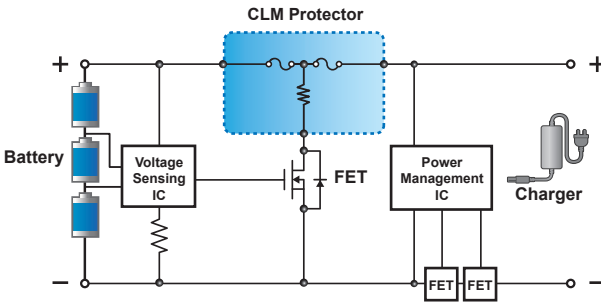 CLM Protector
+
+
Battery
Voltage
Sensing
IC
FET
Power
Management
IC
Charger
−
−
FET
FET